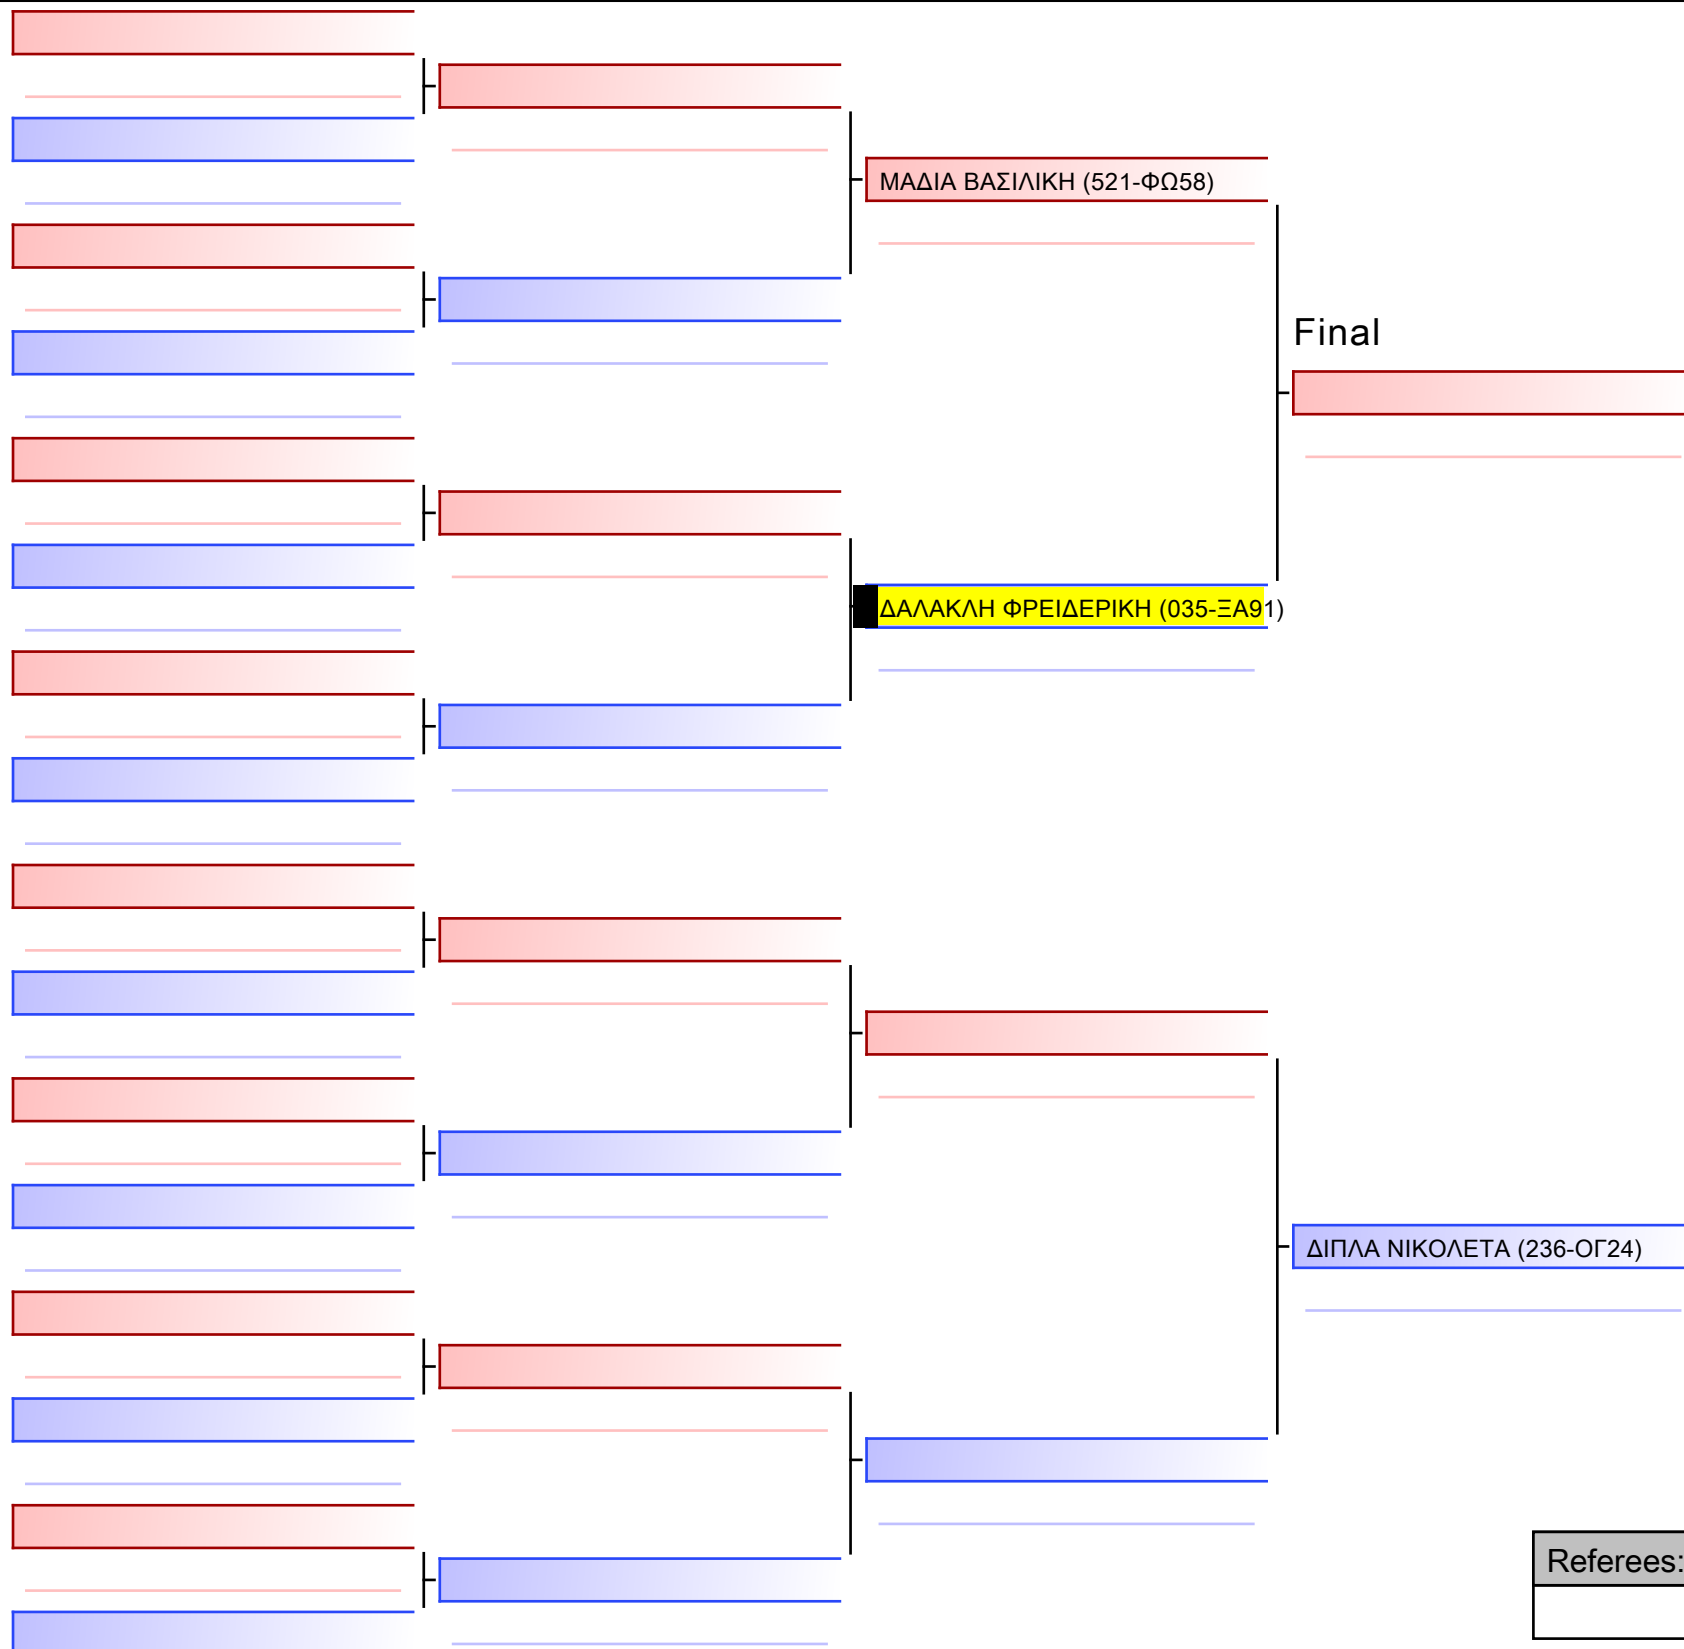 ΜΑΔΙΑ ΒΑΣΙΛΙΚΗ (521-ΦΩ58)
Final
ΔΑΛΑΚΛΗ ΦΡΕΙΔΕΡΙΚΗ (035-ΞΑ91)
ΔΙΠΛΑ ΝΙΚΟΛΕΤΑ (236-ΟΓ24)
Referees: